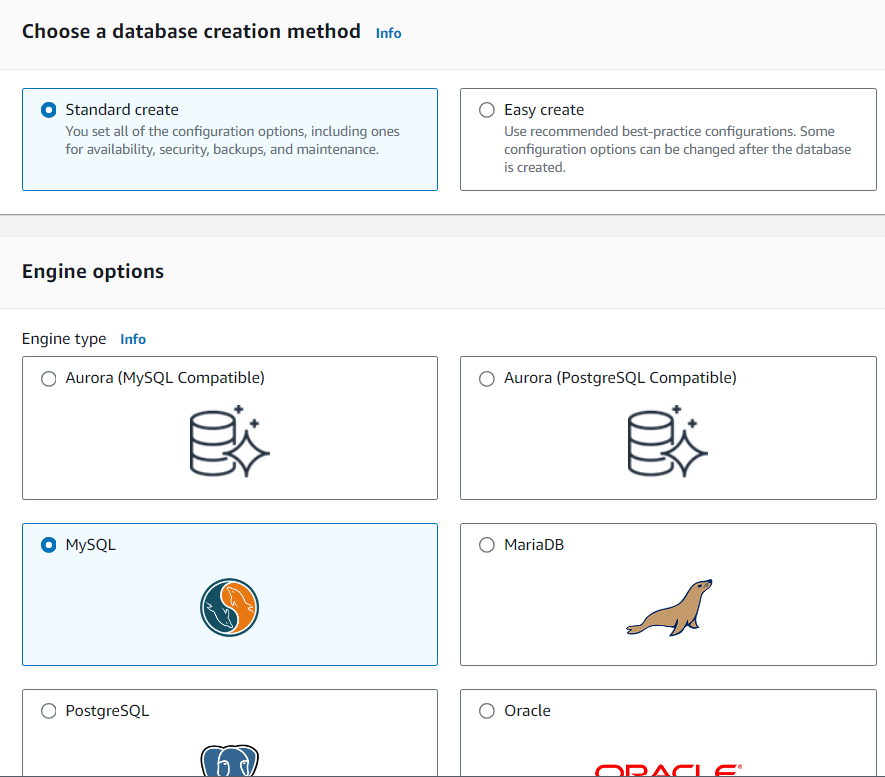 Choose a database creation method Info
Standard create
You set all of the configuration options, including ones
for availability, security, backups, and maintenance.
Easy create
Use recommended best-practice configurations. Some
configuration options can be changed after the database
is created.
Engine options
Engine type Info
Aurora (MySQL Compatible)
Aurora (PostgreSQL Compatible)
MySQL
MariaDB
PostgreSQL
Oracle
ORACLE